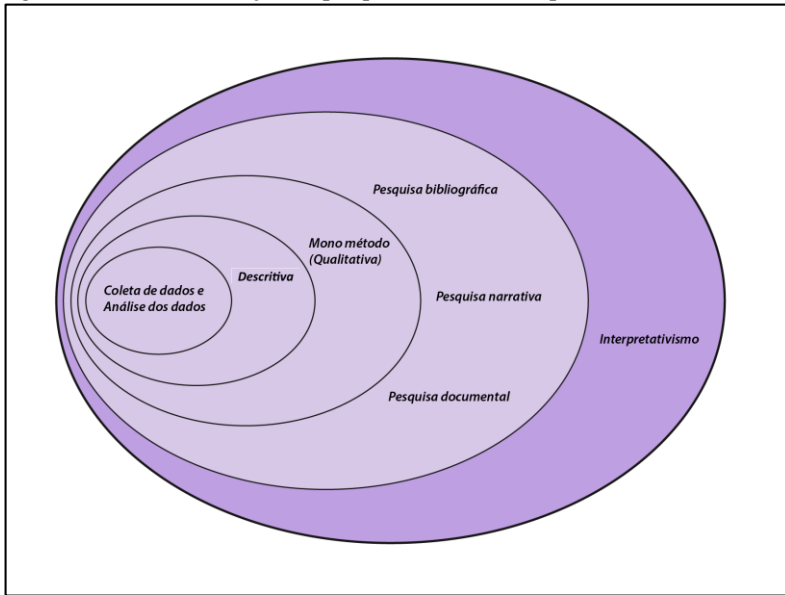 Pesquisa bibliográfica
Mono método
(Qualitativa)
Descritiva
Coleta de dados e
Análise dos dados
Pesquisa narrativa
Interpretativismo
Pesquisa documental